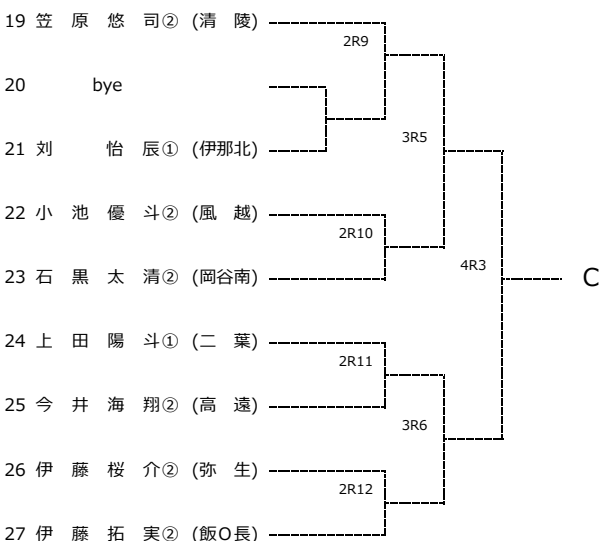 19 笠 原 悠 司② (清 陵)
2R9
20 bye
3R5
21 刘 怡 辰① (伊那北)
22 小 池 優 斗② (風 越)
2R10
4R3
23 石 黒 太 清② (岡谷南)
C
24 上 田 陽 斗① (二 葉)
2R11
25 今 井 海 翔② (高 遠)
3R6
26 伊 藤 桜 介② (弥 生)
2R12
27 伊 藤 拓 実② (飯O長)